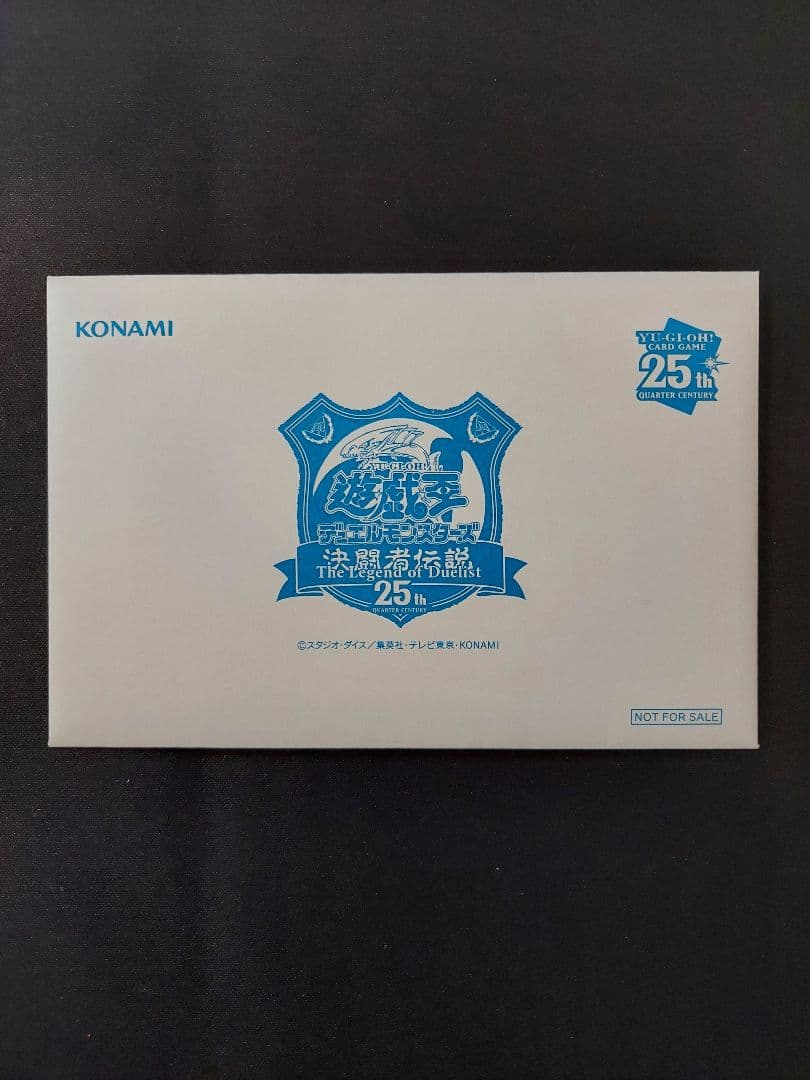 KONAMI
YU-GI-OH!
CARD GAME
25th
QUARTER CENTURY
YU-GI-OH!
遊戯王
デュエルモンスターズ
決闘者伝説
The Legend of Duelist
25th
QUARTER CENTURY
©スタジオ・ダイス／集英社・テレビ東京・KONAMI
NOT FOR SALE